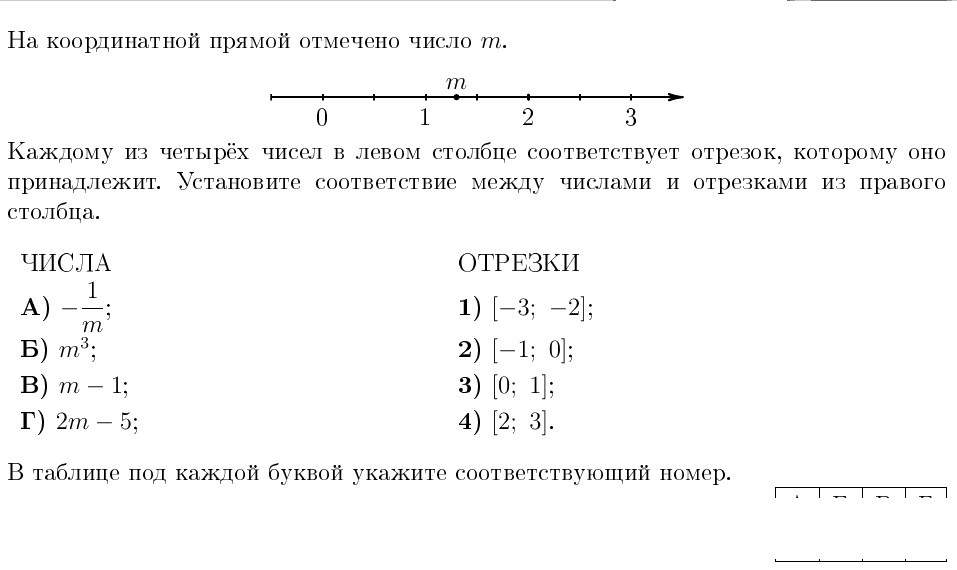 На координатной прямой отмечено число m.
m
0 1 2 3
Каждому из четырёх чисел в левом столбце соответствует отрезок, которому оно
принадлежит. Установите соответствие между числами и отрезками из правого
столбца.
ЧИСЛА ОТРЕЗКИ
А) −1/m; 1) [−3; −2];
Б) m³; 2) [−1; 0];
В) m − 1; 3) [0; 1];
Г) 2m − 5; 4) [2; 3].
В таблице под каждой буквой укажите соответствующий номер.